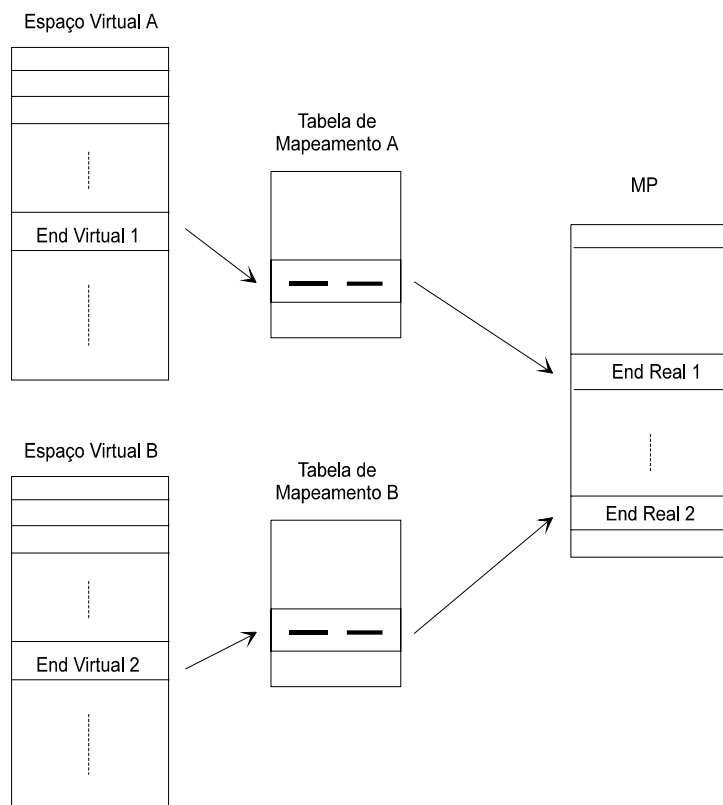 Espaço Virtual A
Tabela de
Mapeamento A
MP
End Virtual 1
End Real 1
Espaço Virtual B
Tabela de
Mapeamento B
End Real 2
End Virtual 2